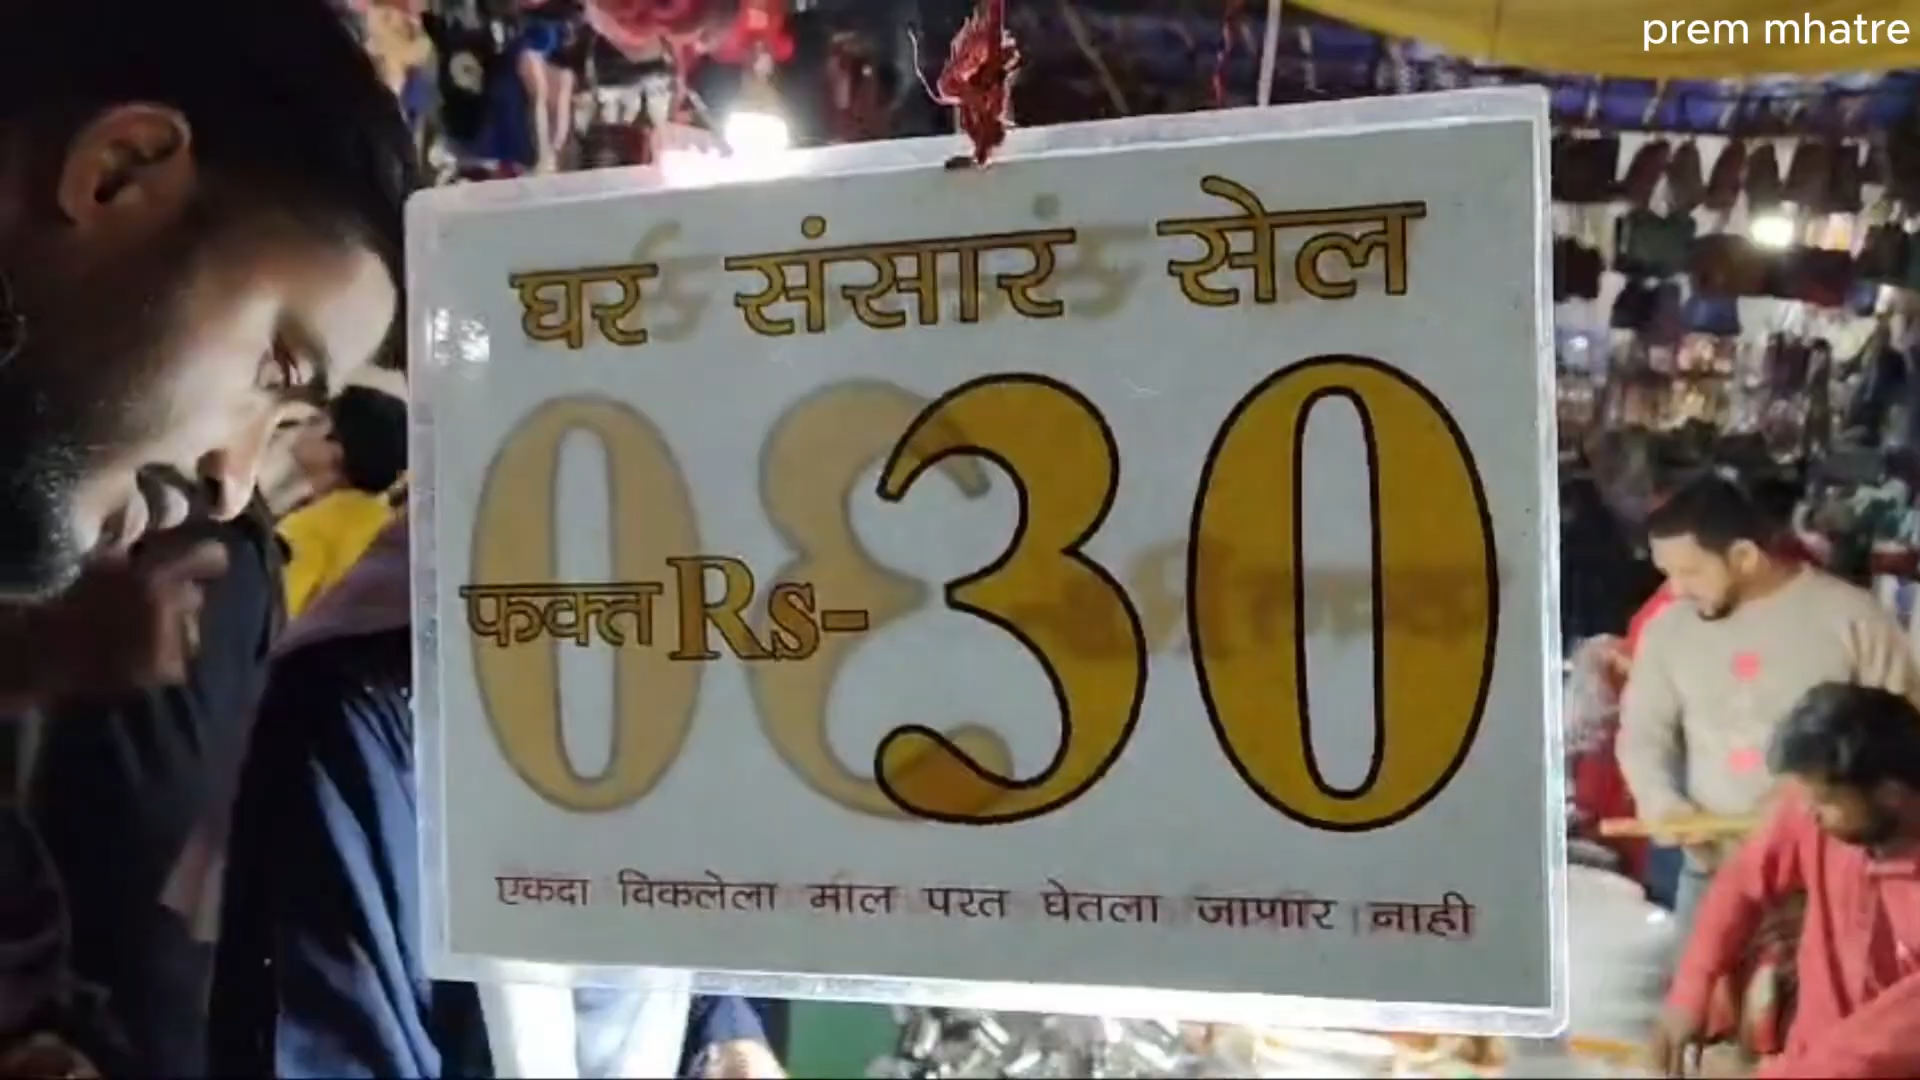 prem mhatre
घर संसार सेल
फक्त Rs-30
एकदा विकलेला माल परत घेतला जाणार नाही